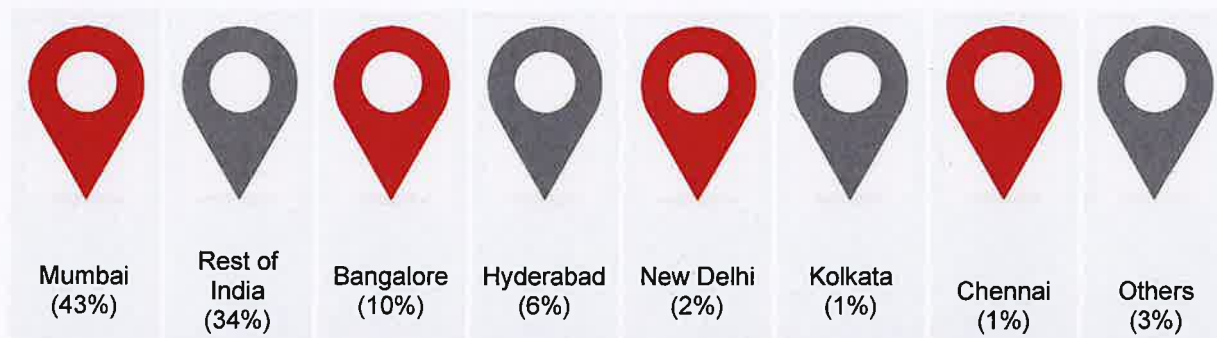 Mumbai
(43%)
Rest of
India
(34%)
Bangalore
(10%)
Hyderabad
(6%)
New Delhi
(2%)
Kolkata
(1%)
Chennai
(1%)
Others
(3%)